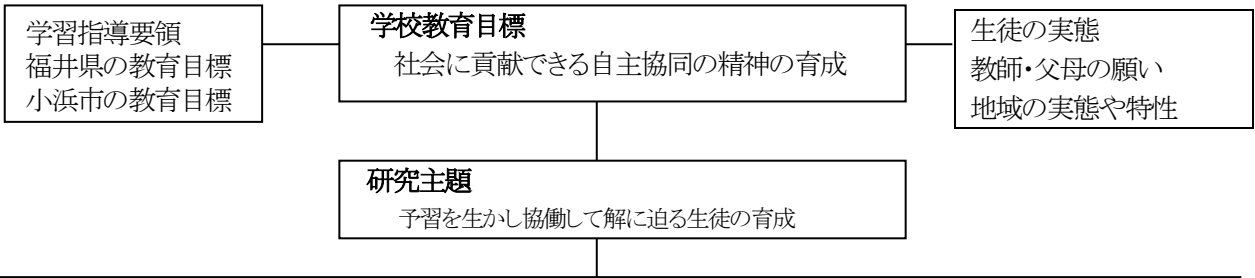 学習指導要領
福井県の教育目標
小浜市の教育目標
学校教育目標
社会に貢献できる自主協同の精神の育成
生徒の実態
教師・父母の願い
地域の実態や特性
研究主題
予習を生かし協働して解に迫る生徒の育成